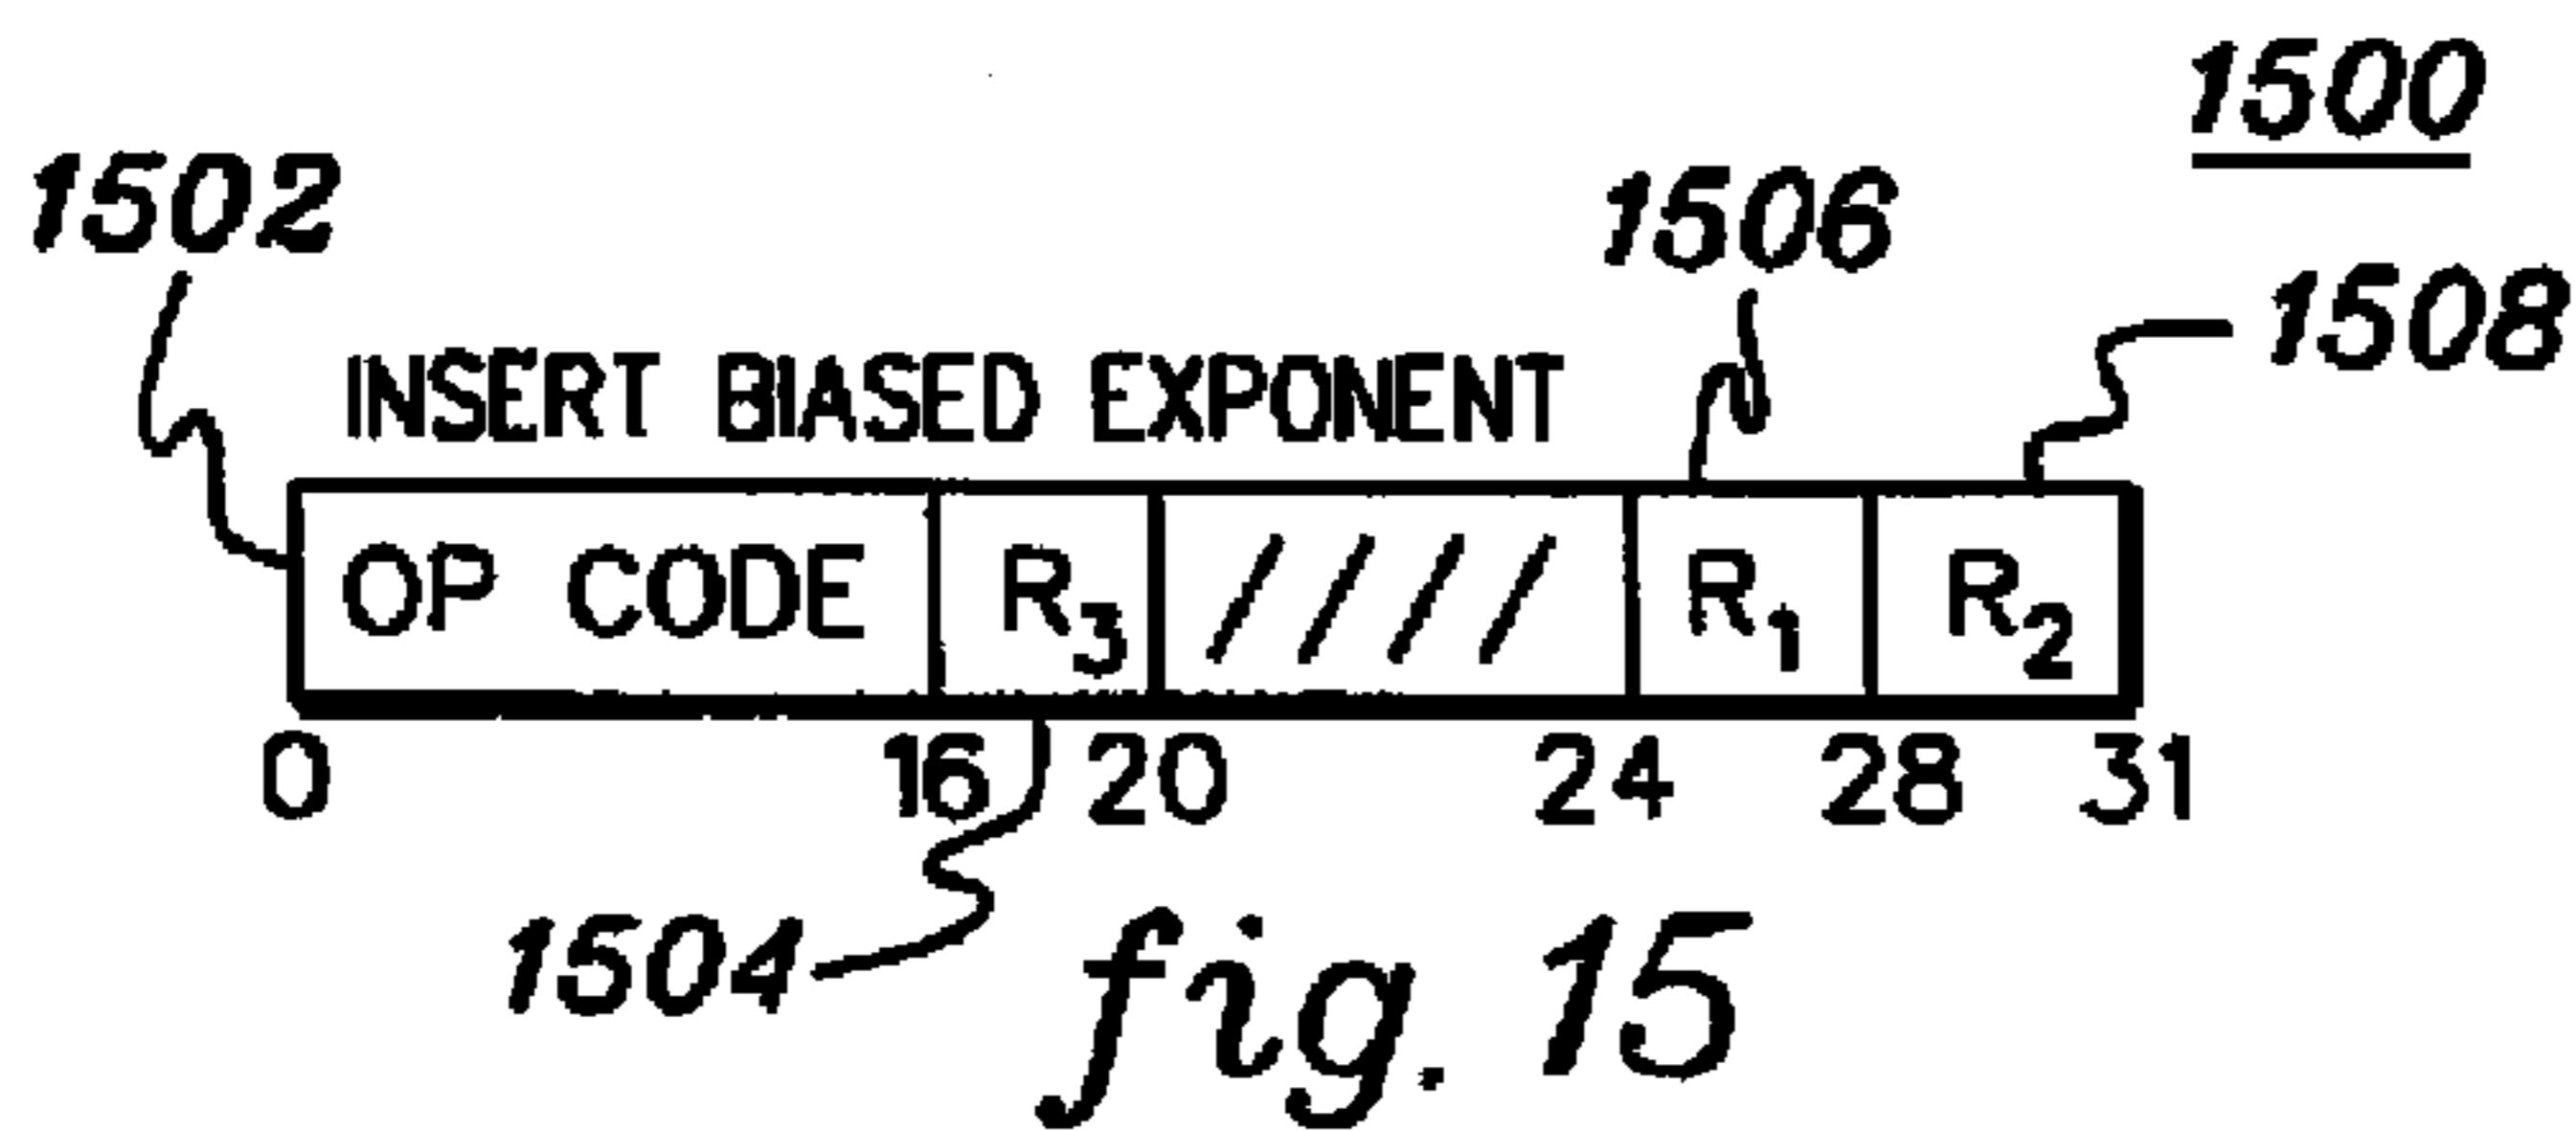 1500
1502
1506
1508
INSERT BIASED EXPONENT
OP CODE R3 //// R1 R2
0 16 20 24 28 31
1504
fig. 15